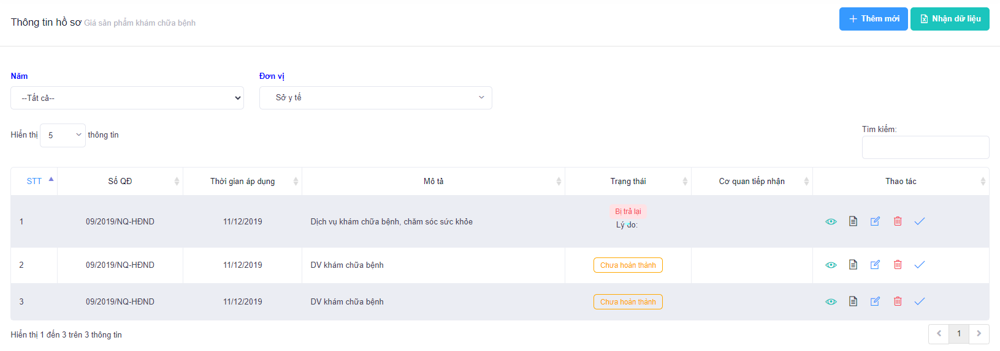 Thông tin hồ sơ Giá sản phẩm khám chữa bệnh
Thêm mới
Nhận dữ liệu
Năm
Đơn vị
--Tất cả--
Sở y tế
Hiển thị 5 thông tin
Tìm kiếm:
STT Số QĐ Thời gian áp dụng Mô tả Trạng thái Cơ quan tiếp nhận Thao tác
1 09/2019/NQ-HĐND 11/12/2019 Dịch vụ khám chữa bệnh, chăm sóc sức khỏe Bị trả lại
Lý do:
2 09/2019/NQ-HĐND 11/12/2019 DV khám chữa bệnh Chưa hoàn thành
3 09/2019/NQ-HĐND 11/12/2019 DV khám chữa bệnh Chưa hoàn thành
Hiển thị 1 đến 3 trên 3 thông tin
1